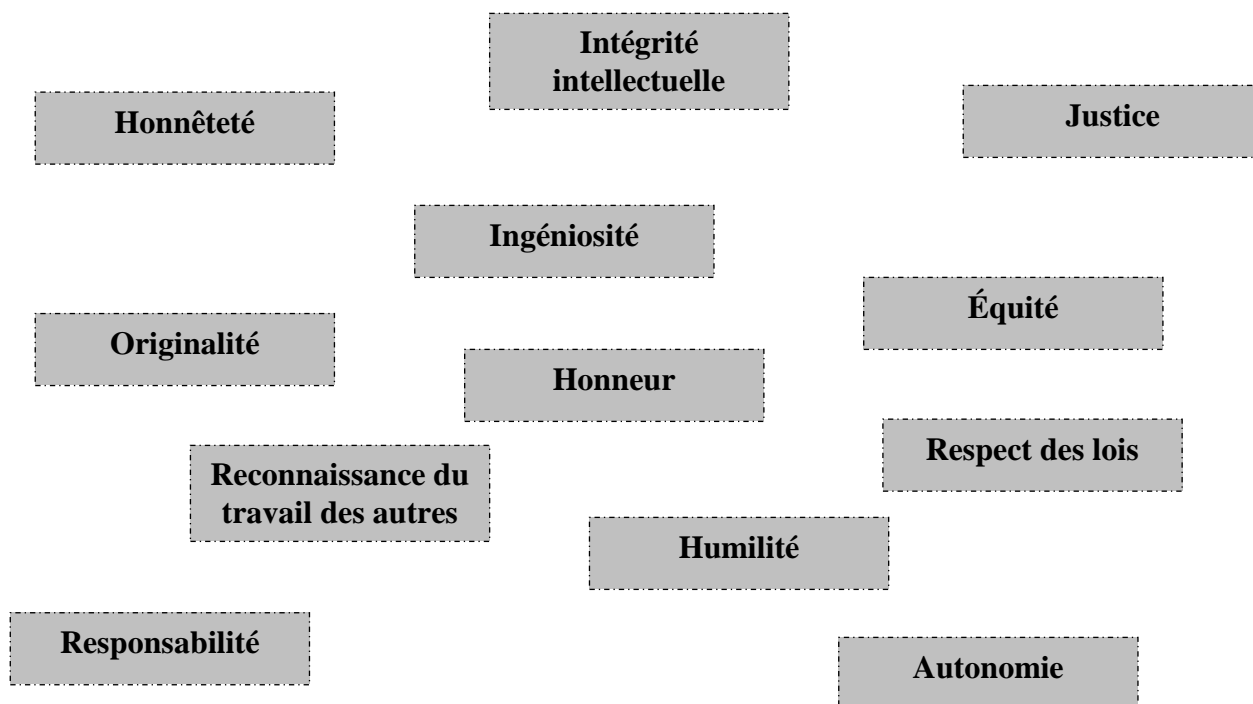 Intégrité
intellectuelle
Honnêteté
Justice
Ingéniosité
Équité
Originalité
Honneur
Respect des lois
Reconnaissance du
travail des autres
Humilité
Responsabilité
Autonomie